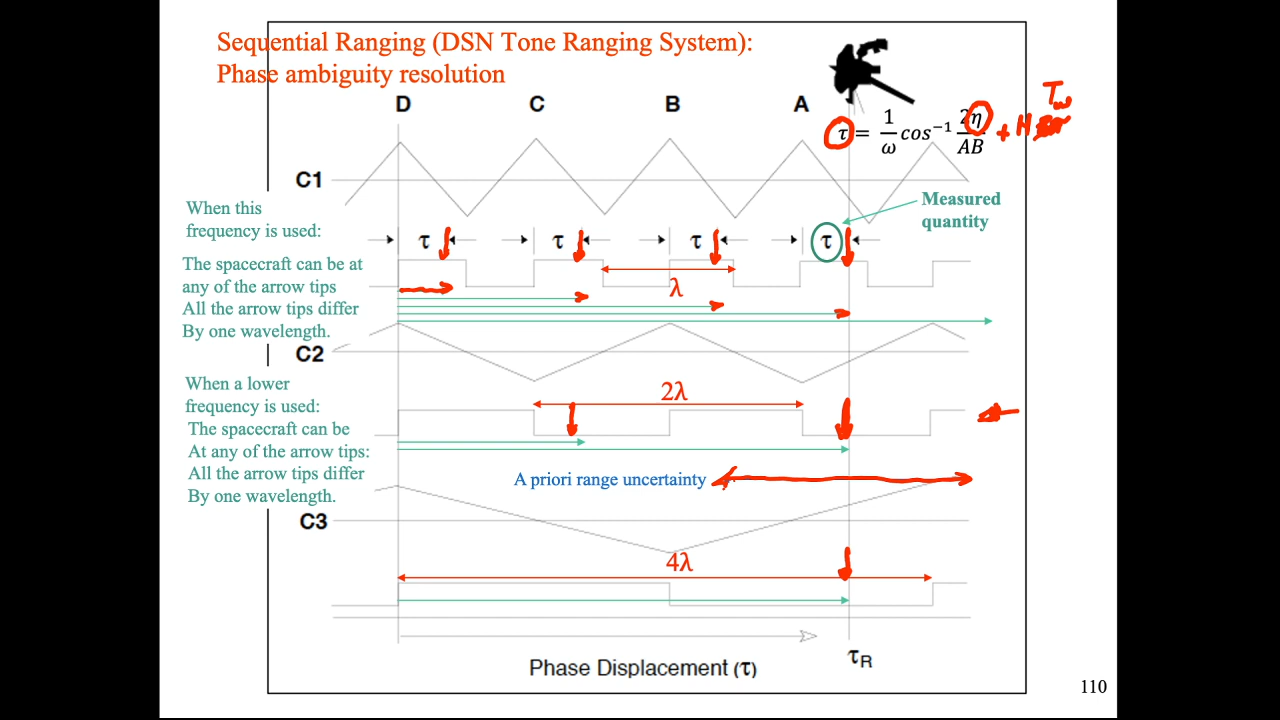 Sequential Ranging (DSN Tone Ranging System):
Phase ambiguity resolution
D C B A
τ = 1/ω cos⁻¹ 2η/AB + N Tω
C1
When this
frequency is used:
Measured
quantity
τ τ τ τ
The spacecraft can be at
any of the arrow tips
All the arrow tips differ
By one wavelength.
λ
C2
When a lower
frequency is used:
The spacecraft can be
At any of the arrow tips:
All the arrow tips differ
By one wavelength.
2λ
A priori range uncertainty
C3
4λ
Phase Displacement (τ)
τR
110